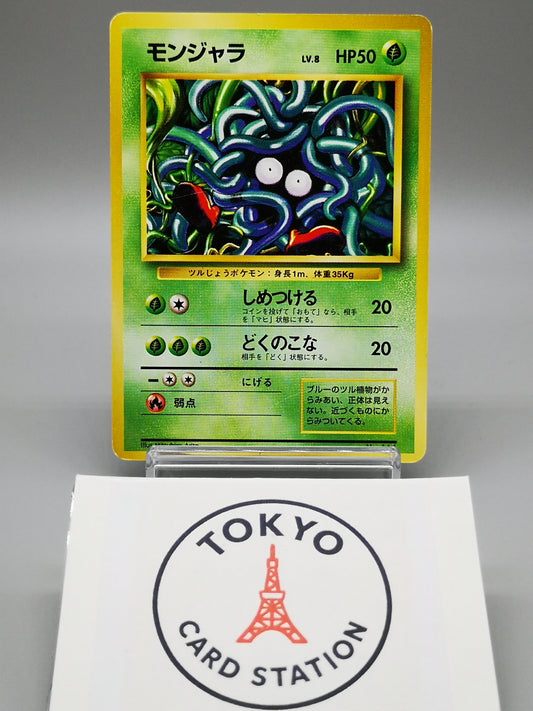 モンジャラ LV.8 HP50
ツルじょうポケモン：身長1m、体重35Kg
しめつける 20
コインを投げて「おもて」なら、相手
を「マヒ」状態にする。
どくのこな 20
相手を「どく」状態にする。
にげる
弱点
ブルーのツル植物が
からみあい、正体は見え
ない。近づくものにか
らみついてくる。
TOKYO
CARD STATION